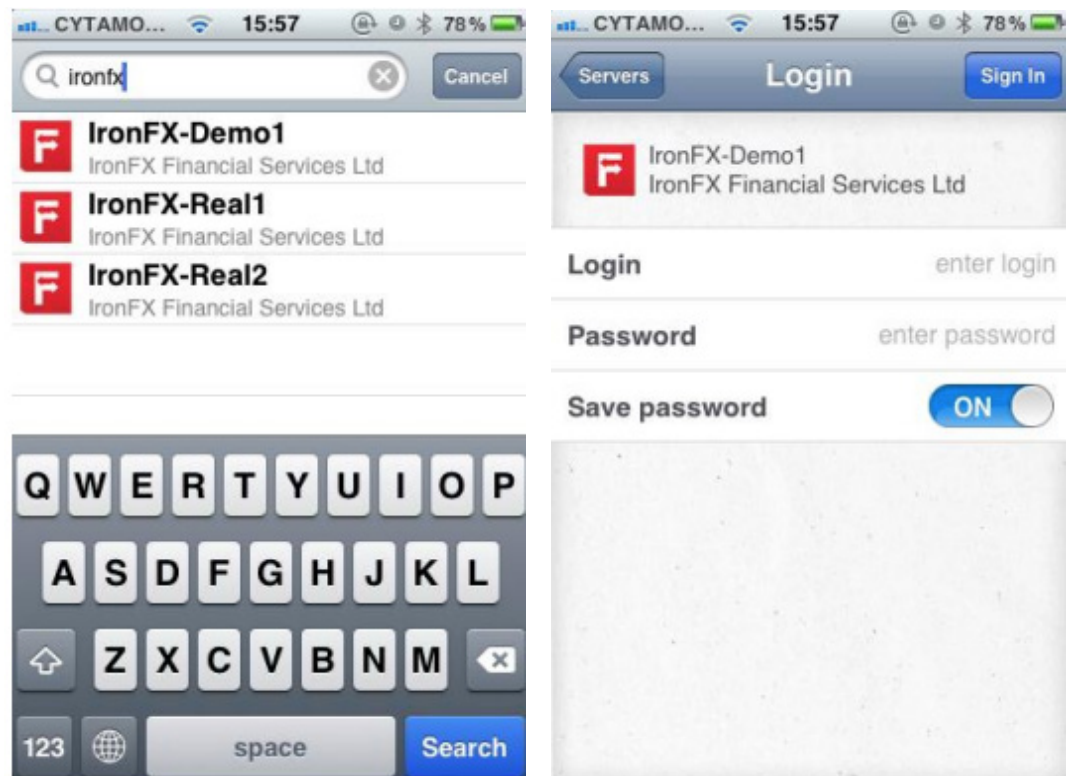 CYTAMO... 15:57 78%
ironfx Cancel
IronFX-Demo1
IronFX Financial Services Ltd
IronFX-Real1
IronFX Financial Services Ltd
IronFX-Real2
IronFX Financial Services Ltd
Q W E R T Y U I O P
A S D F G H J K L
Z X C V B N M
123 space Search
CYTAMO... 15:57 78%
Servers Login Sign In
IronFX-Demo1
IronFX Financial Services Ltd
Login enter login
Password enter password
Save password ON